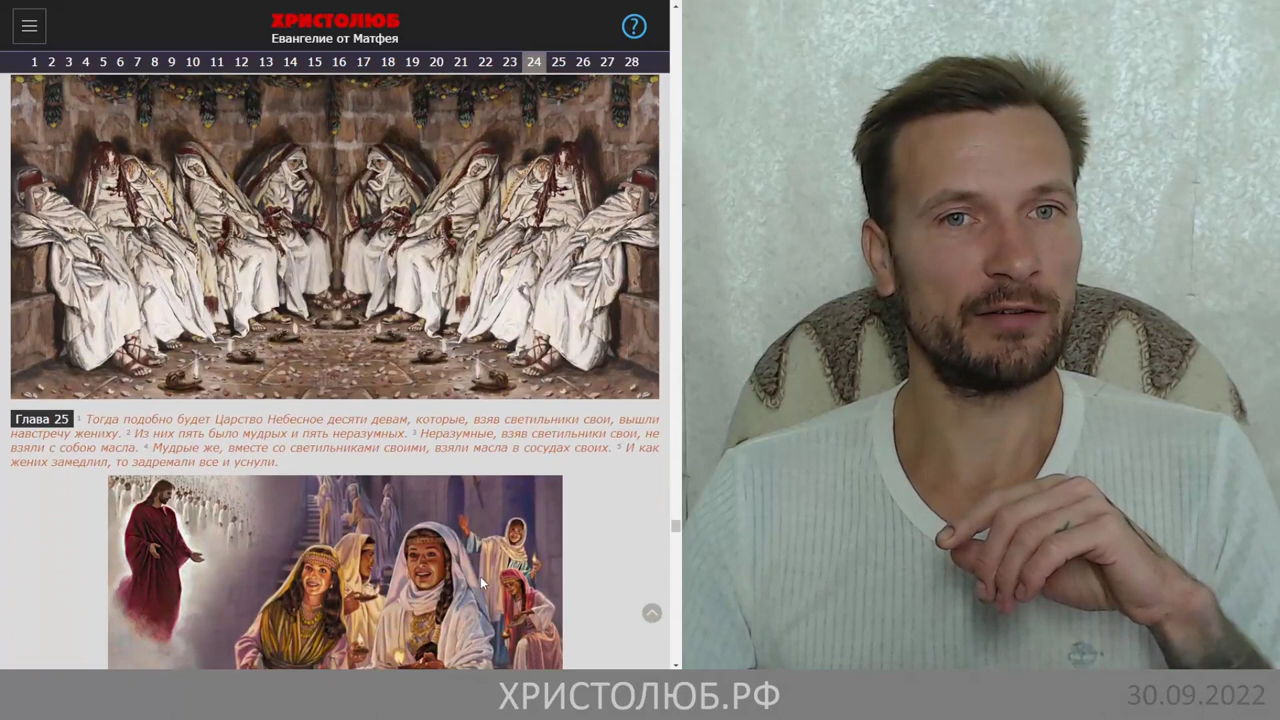 ХРИСТОЛЮБ
Евангелие от Матфея
?
1 2 3 4 5 6 7 8 9 10 11 12 13 14 15 16 17 18 19 20 21 22 23 24 25 26 27 28
Глава 25 1 Тогда подобно будет Царство Небесное десяти девам, которые, взяв светильники свои, вышли
навстречу жениху. 2 Из них пять было мудрых и пять неразумных. 3 Неразумные, взяв светильники свои, не
взяли с собою масла. 4 Мудрые же, вместе со светильниками своими, взяли масла в сосудах своих. 5 И как
жених замедлил, то задремали все и уснули.
ХРИСТОЛЮБ.РФ
30.09.2022